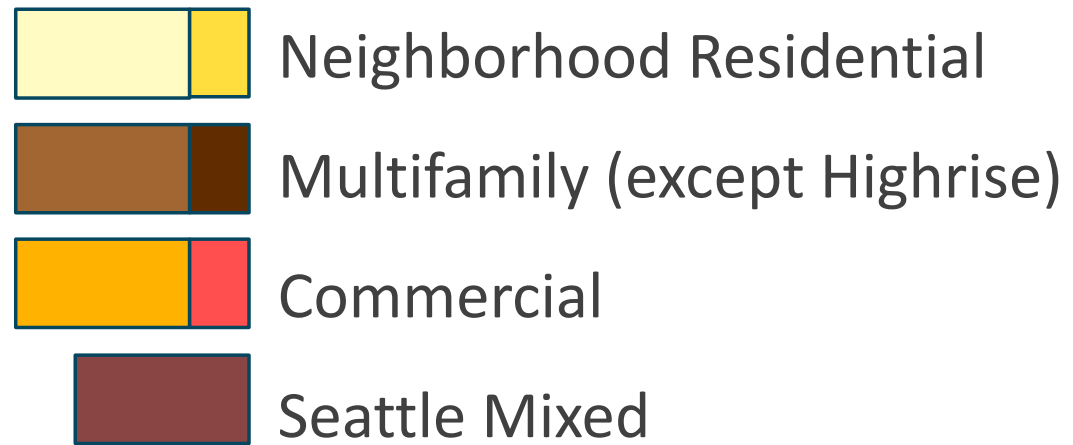 Neighborhood Residential
Multifamily (except Highrise)
Commercial
Seattle Mixed